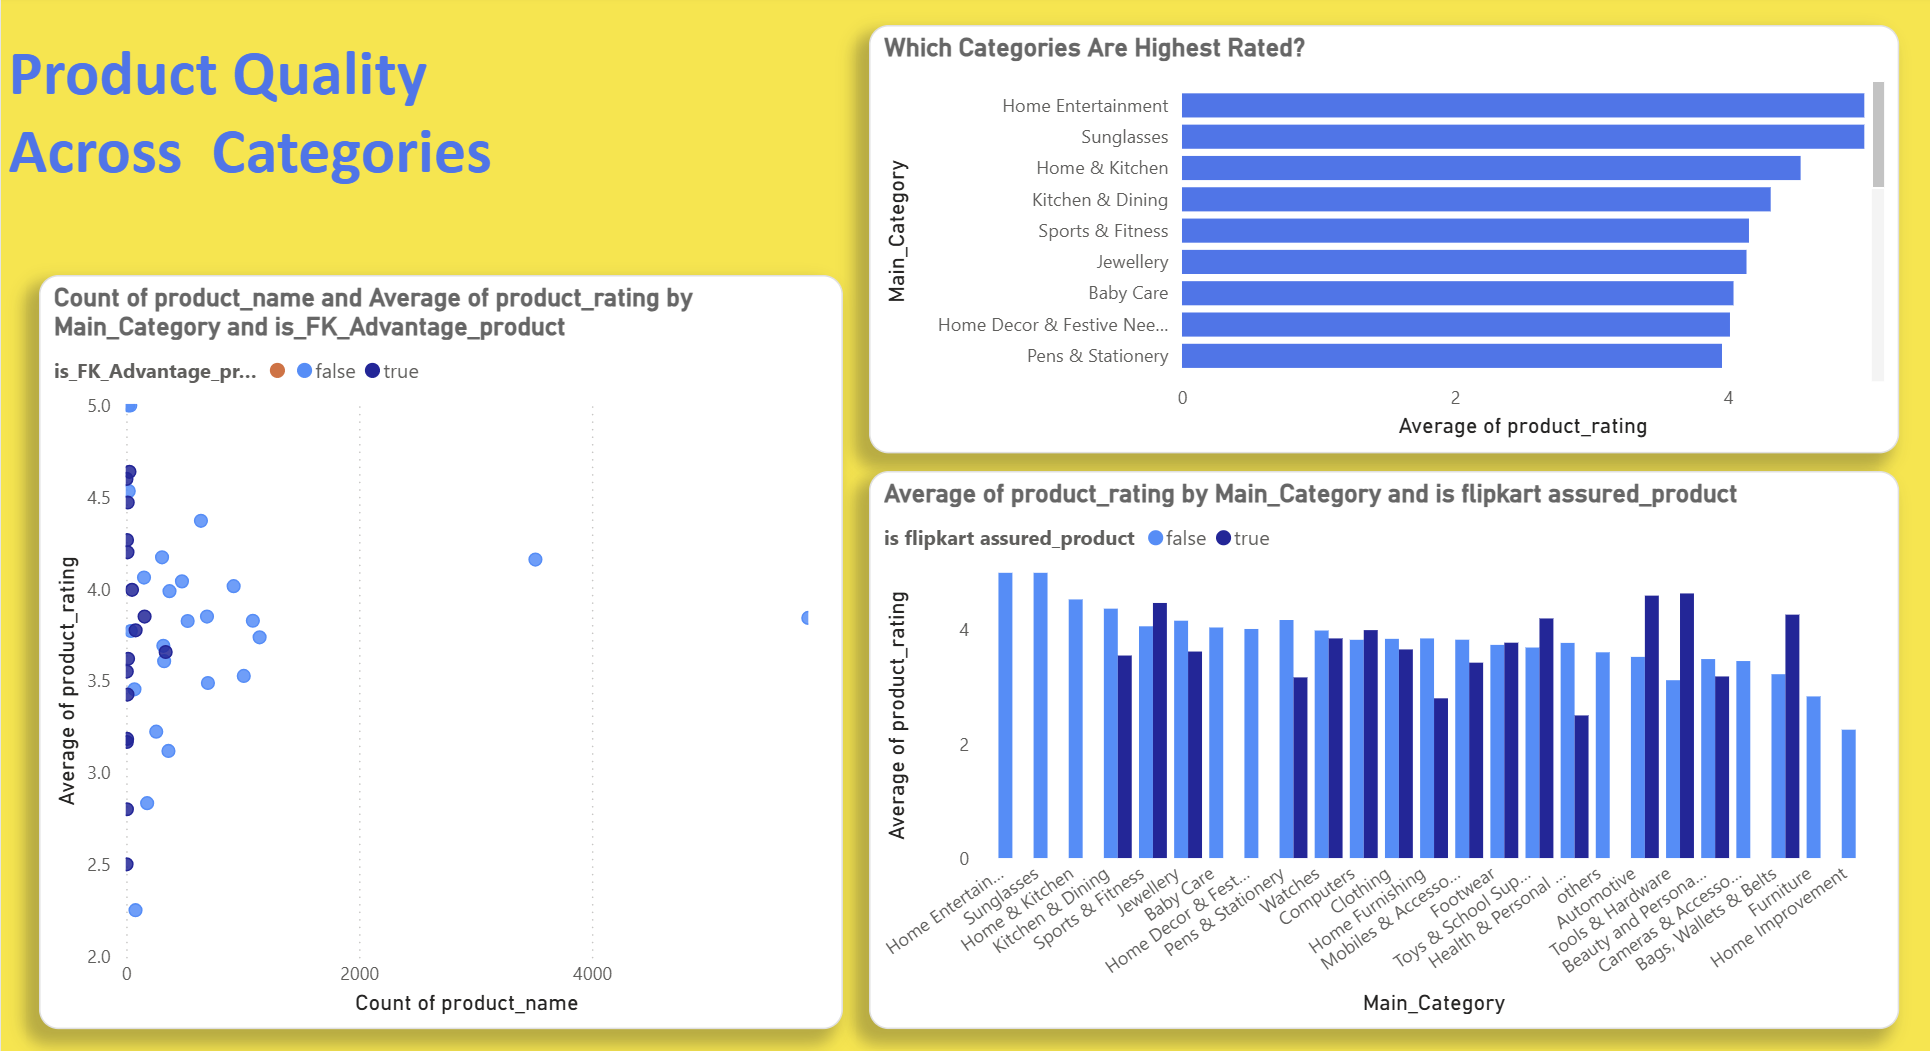 Product Quality
Across Categories
Which Categories Are Highest Rated?
Main_Category
Home Entertainment
Sunglasses
Home & Kitchen
Kitchen & Dining
Sports & Fitness
Jewellery
Baby Care
Home Decor & Festive Nee...
Pens & Stationery
0
2
4
Average of product_rating
Count of product_name and Average of product_rating by
Main_Category and is_FK_Advantage_product
is_FK_Advantage_pr...
false
true
Average of product_rating
5.0
4.5
4.0
3.5
3.0
2.5
2.0
0
2000
4000
Count of product_name
Average of product_rating by Main_Category and is flipkart assured_product
is flipkart assured_product
false
true
Average of product_rating
4
2
0
Home Entertain...
Sunglasses
Home & Kitchen
Kitchen & Dining
Sports & Fitness
Jewellery
Baby Care
Home Decor & Fest...
Pens & Stationery
Watches
Computers
Clothing
Home Furnishing
Mobiles & Accesso...
Footwear
Toys & School Sup...
Health & Personal ...
others
Automotive
Tools & Hardware
Beauty and Persona...
Cameras & Accesso...
Bags, Wallets & Belts
Furniture
Home Improvement
Main_Category